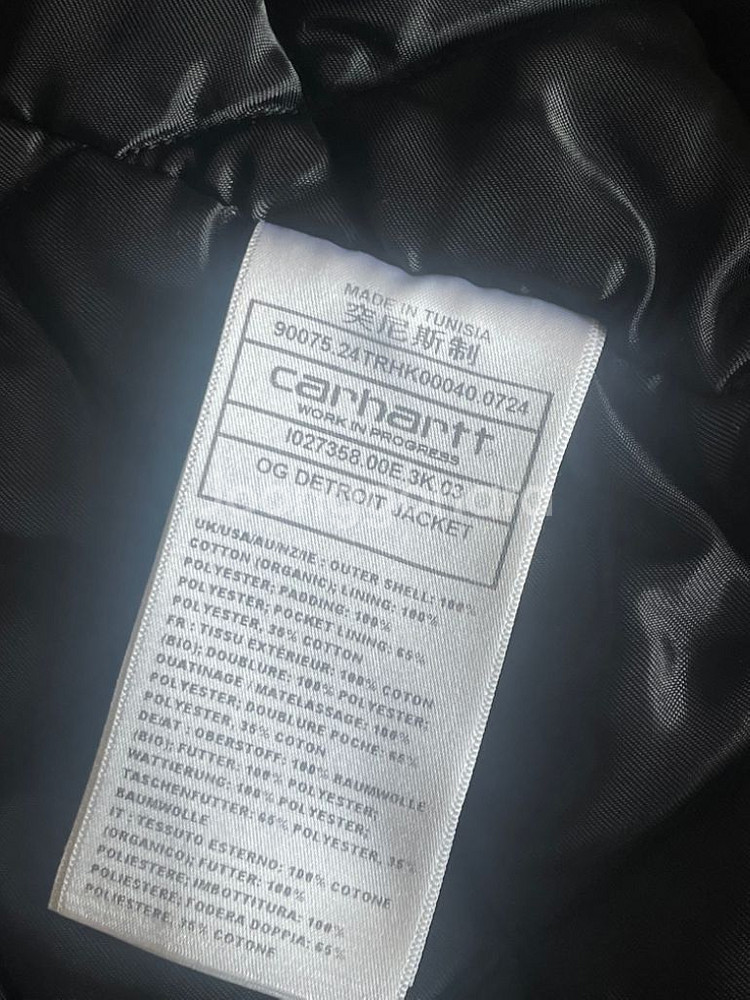 MADE IN TUNISIA
突尼斯制
90075.24TRHK00040.0724
carhartt
WORK IN PROGRESS
I027358.00E.3K.03
OG DETROIT JACKET
UK/USA/AU/NZ/IE : OUTER SHELL: 100%
COTTON (ORGANIC); LINING: 100%
POLYESTER; PADDING: 100%
POLYESTER; POCKET LINING: 65%
POLYESTER, 35% COTTON
FR : TISSU EXTÉRIEUR: 100% COTON
(BIO); DOUBLURE: 100% POLYESTER;
OUATINAGE / MATELASSAGE: 100%
POLYESTER; DOUBLURE POCHE: 65%
POLYESTER, 35% COTON
DE/AT : OBERSTOFF: 100% BAUMWOLLE
(BIO); FUTTER: 100% POLYESTER;
WATTIERUNG: 100% POLYESTER;
TASCHENFUTTER: 65% POLYESTER, 35%
BAUMWOLLE
IT : TESSUTO ESTERNO: 100% COTONE
(ORGANICO); FUTTER: 100%
POLIESTERE; IMBOTTITURA: 100%
POLIESTERE; FODERA DOPPIA: 65%
POLIESTERE, 35% COTONE